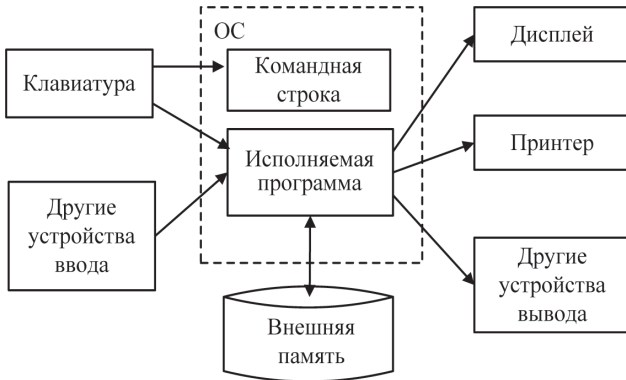 ОС
Клавиатура
Командная
строка
Исполняемая
программа
Другие
устройства
ввода
Внешняя
память
Дисплей
Принтер
Другие
устройства
вывода